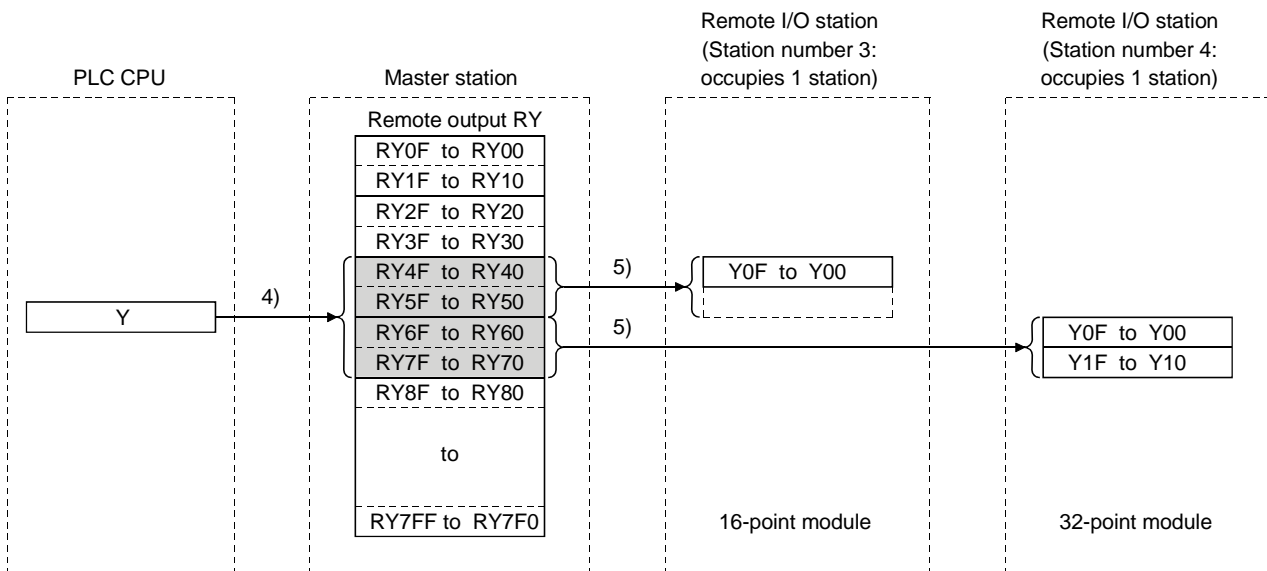 PLC CPU
Master station
Remote I/O station
(Station number 3:
occupies 1 station)
Remote I/O station
(Station number 4:
occupies 1 station)
Y
4)
Remote output RY
RY0F to RY00
RY1F to RY10
RY2F to RY20
RY3F to RY30
RY4F to RY40
RY5F to RY50
RY6F to RY60
RY7F to RY70
RY8F to RY80
to
RY7FF to RY7F0
5)
5)
Y0F to Y00
16-point module
Y0F to Y00
Y1F to Y10
32-point module